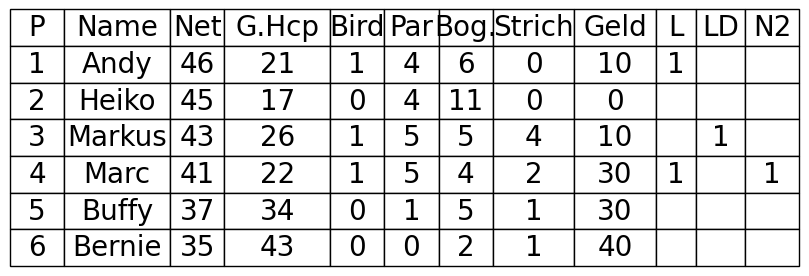 P Name Net G.Hcp Bird Par Bog. Strich Geld L LD N2
1 Andy 46 21 1 4 6 0 10 1
2 Heiko 45 17 0 4 11 0 0
3 Markus 43 26 1 5 5 4 10 1
4 Marc 41 22 1 5 4 2 30 1 1
5 Buffy 37 34 0 1 5 1 30
6 Bernie 35 43 0 0 2 1 40